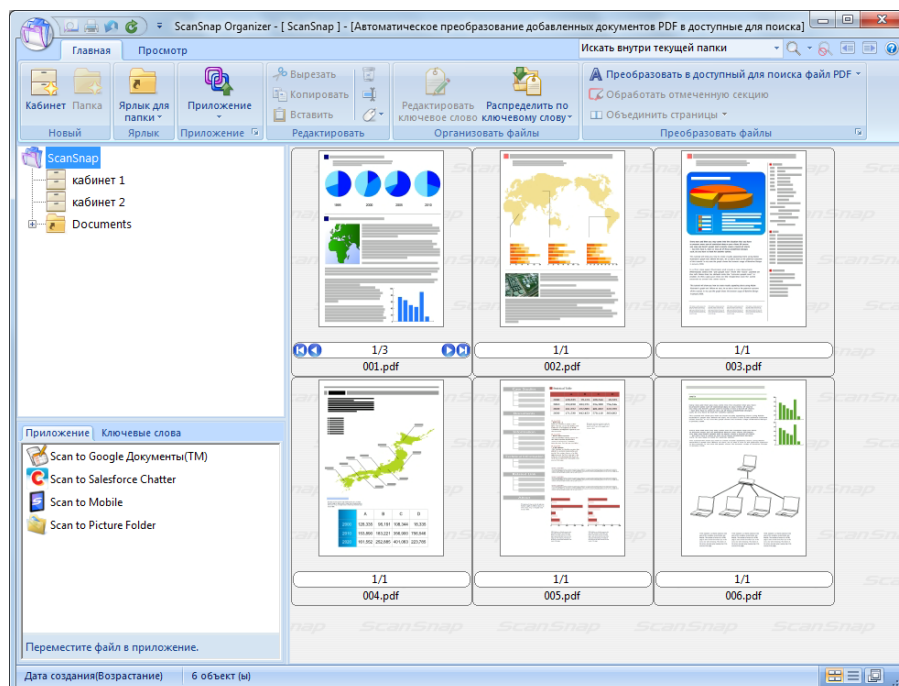 ScanSnap Organizer - [ ScanSnap ] - [Автоматическое преобразование добавленных документов PDF в доступные для поиска]
Главная
Просмотр
Искать внутри текущей папки
Кабинет
Папка
Новый
Ярлык для папки
Ярлык
Приложение
Приложение
Вырезать
Копировать
Вставить
Редактировать
Редактировать ключевое слово
Распределить по ключевому слову
Организовать файлы
Преобразовать в доступный для поиска файл PDF
Обработать отмеченную секцию
Объединить страницы
Преобразовать файлы
ScanSnap
кабинет 1
кабинет 2
Documents
1/3
001.pdf
1/1
002.pdf
1/1
003.pdf
1/1
004.pdf
1/1
005.pdf
1/1
006.pdf
Приложение
Ключевые слова
Scan to Google Документы(TM)
Scan to Salesforce Chatter
Scan to Mobile
Scan to Picture Folder
Переместите файл в приложение.
Дата создания(Возрастание)
6 объект (ы)